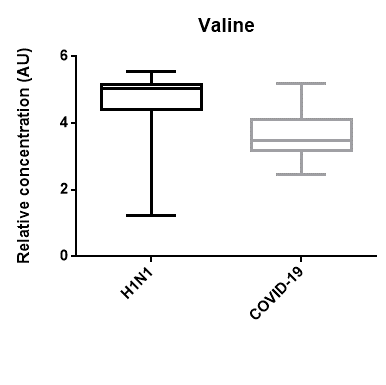 Valine
Relative concentration (AU)
6
4
2
0
H1N1
COVID-19